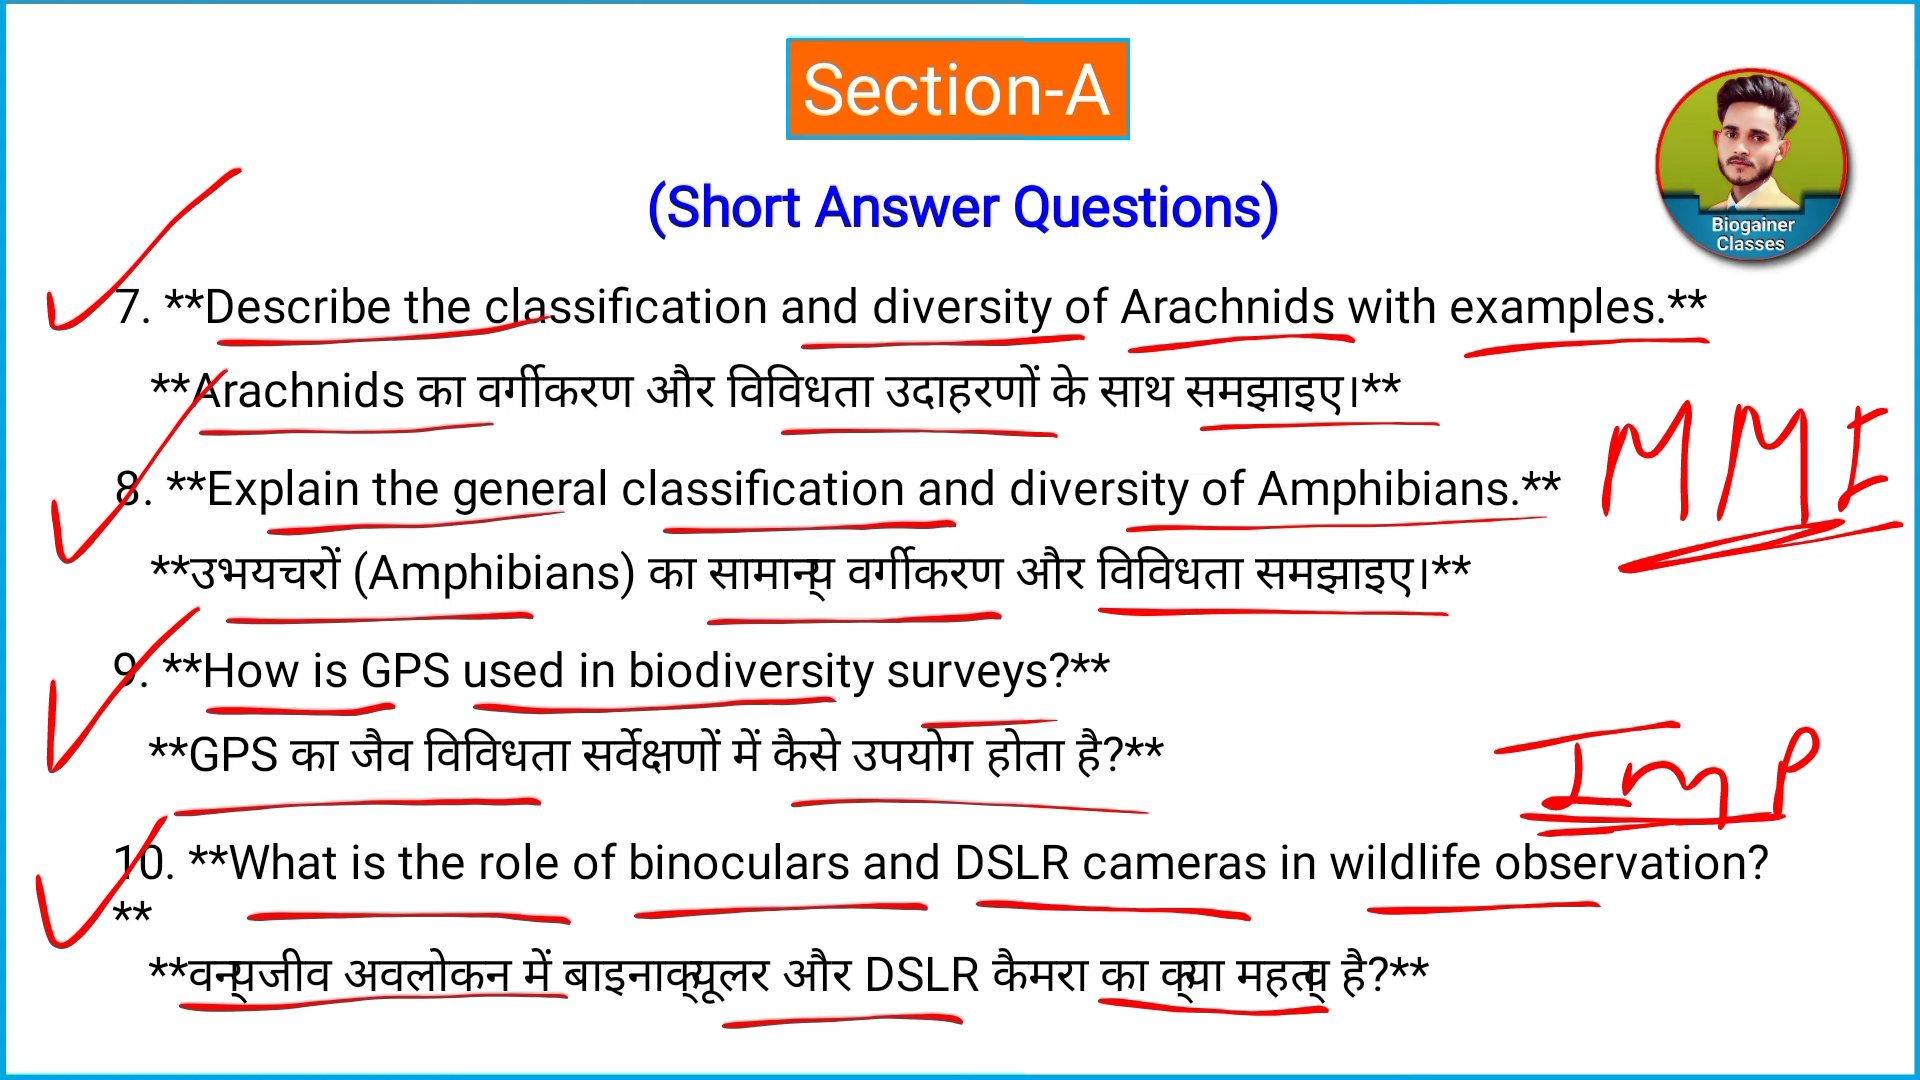 Section-A
(Short Answer Questions)
Biogainer
Classes
7. **Describe the classification and diversity of Arachnids with examples.**
**Arachnids का वर्गीकरण और विविधता उदाहरणों के साथ समझाइए।**
8. **Explain the general classification and diversity of Amphibians.**
**उभयचरों (Amphibians) का सामान्य वर्गीकरण और विविधता समझाइए।**
MMI
9. **How is GPS used in biodiversity surveys?**
**GPS का जैव विविधता सर्वेक्षणों में कैसे उपयोग होता है?**
Imp
10. **What is the role of binoculars and DSLR cameras in wildlife observation?
**
**वन्यजीव अवलोकन में बाइनाक्यूलर और DSLR कैमरा का क्या महत्व है?**